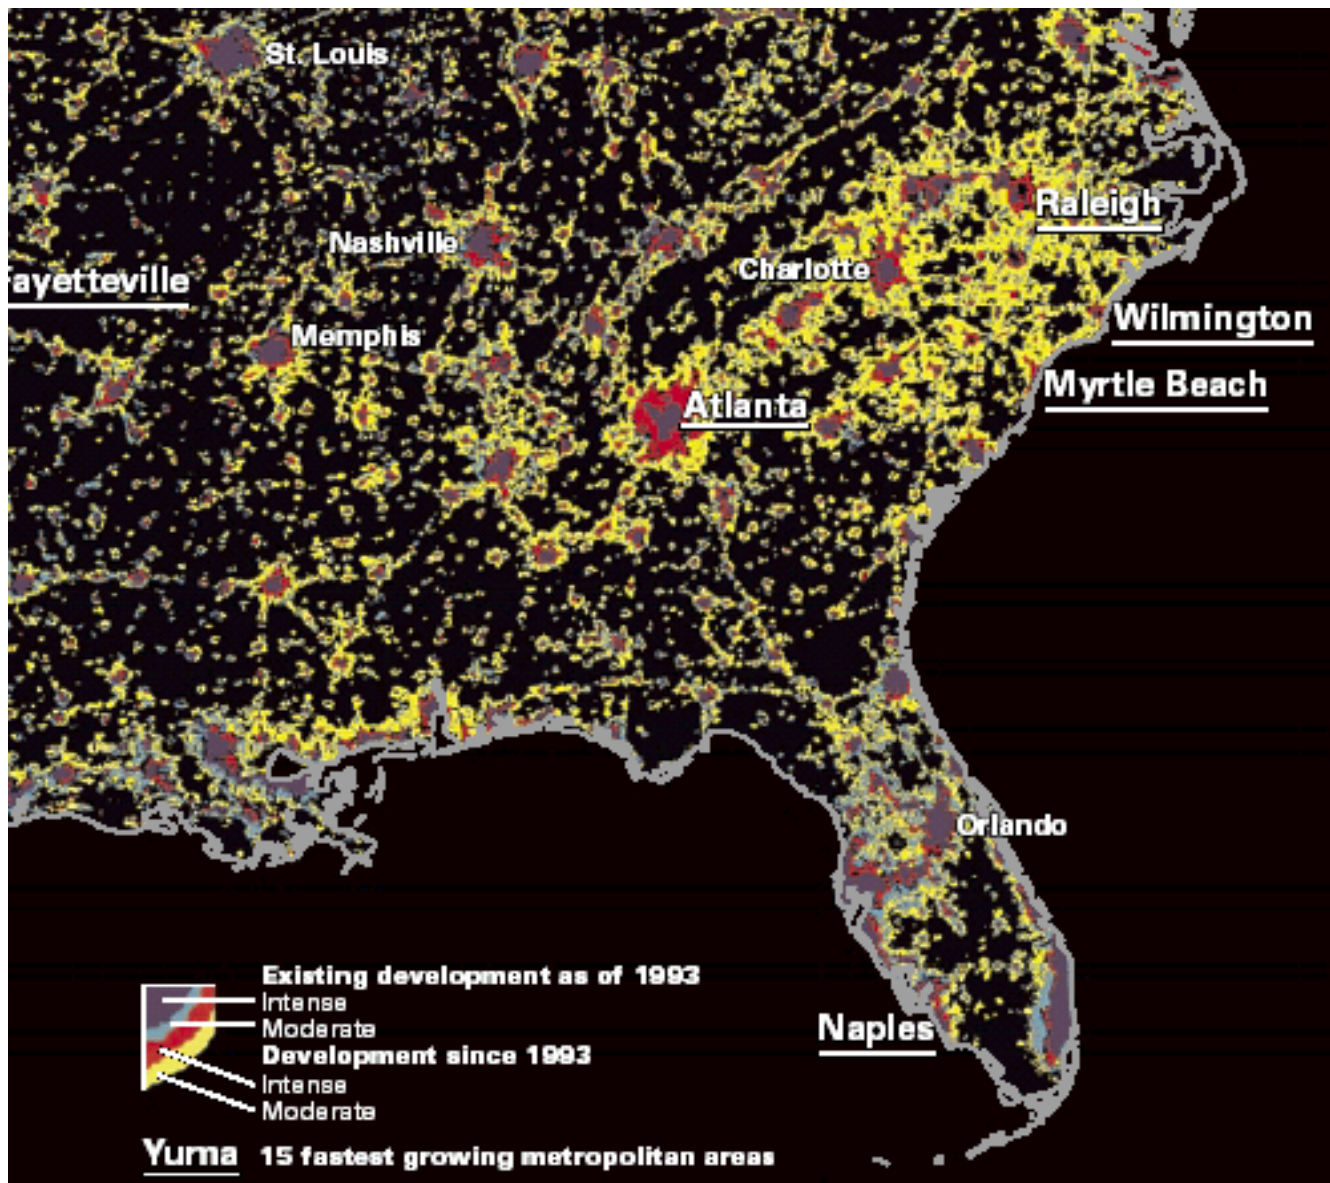 St. Louis
Raleigh
Nashville
Charlotte
Fayetteville
Wilmington
Memphis
Myrtle Beach
Atlanta
Orlando
Existing development as of 1993
Intense
Moderate
Naples
Development since 1993
Intense
Moderate
Yuma 15 fastest growing metropolitan areas